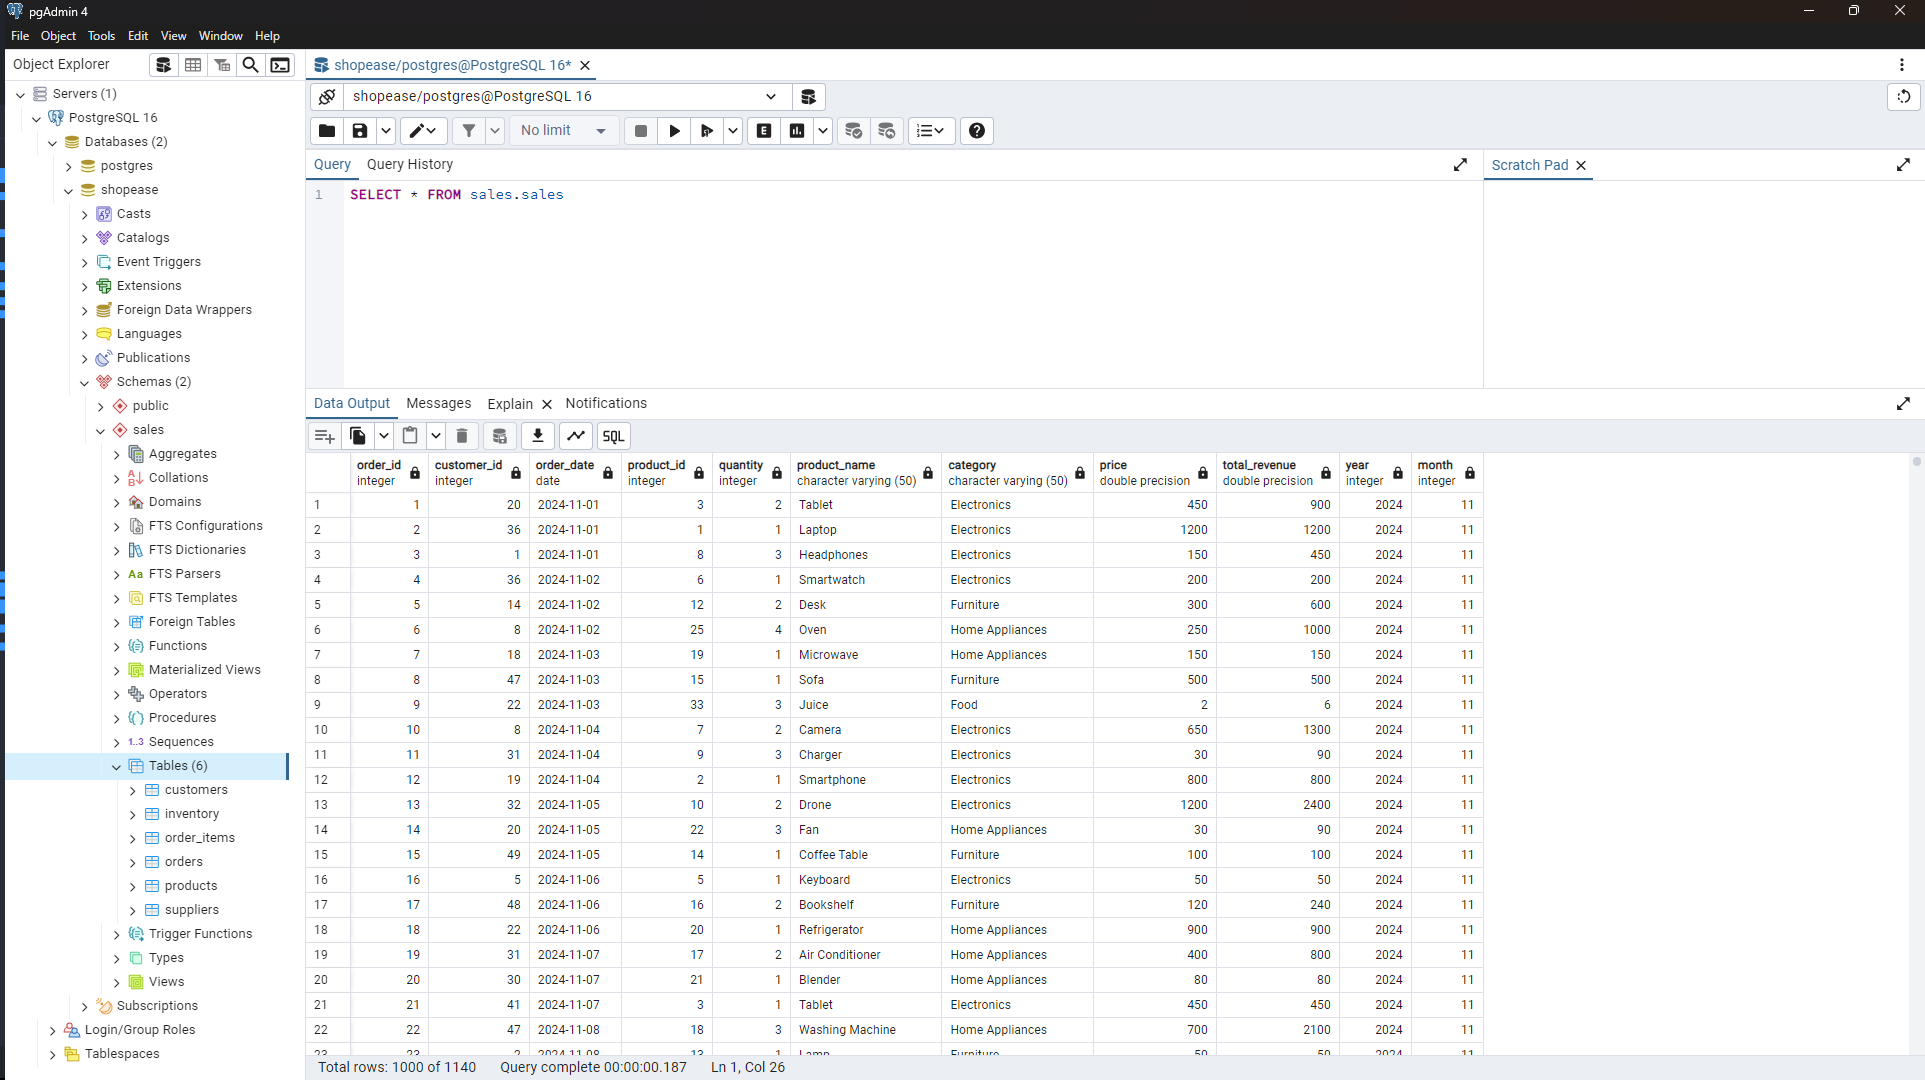 pgAdmin 4
File Object Tools Edit View Window Help
Object Explorer
Servers (1)
PostgreSQL 16
Databases (2)
postgres
shopease
Casts
Catalogs
Event Triggers
Extensions
Foreign Data Wrappers
Languages
Publications
Schemas (2)
public
sales
Aggregates
Collations
Domains
FTS Configurations
FTS Dictionaries
Aa FTS Parsers
FTS Templates
Foreign Tables
Functions
Materialized Views
Operators
Procedures
1..3 Sequences
Tables (6)
customers
inventory
order_items
orders
products
suppliers
Trigger Functions
Types
Views
Subscriptions
Login/Group Roles
Tablespaces
shopease/postgres@PostgreSQL 16*
shopease/postgres@PostgreSQL 16
No limit
E
Query Query History
Scratch Pad
1 SELECT * FROM sales.sales
Data Output Messages Explain Notifications
SQL
order_id customer_id order_date product_id quantity product_name category price total_revenue year month
integer integer date integer integer character varying (50) character varying (50) double precision double precision integer integer
1 1 20 2024-11-01 3 2 Tablet Electronics 450 900 2024 11
2 2 36 2024-11-01 1 1 Laptop Electronics 1200 1200 2024 11
3 3 1 2024-11-01 8 3 Headphones Electronics 150 450 2024 11
4 4 36 2024-11-02 6 1 Smartwatch Electronics 200 200 2024 11
5 5 14 2024-11-02 12 2 Desk Furniture 300 600 2024 11
6 6 8 2024-11-02 25 4 Oven Home Appliances 250 1000 2024 11
7 7 18 2024-11-03 19 1 Microwave Home Appliances 150 150 2024 11
8 8 47 2024-11-03 15 1 Sofa Furniture 500 500 2024 11
9 9 22 2024-11-03 33 3 Juice Food 2 6 2024 11
10 10 8 2024-11-04 7 2 Camera Electronics 650 1300 2024 11
11 11 31 2024-11-04 9 3 Charger Electronics 30 90 2024 11
12 12 19 2024-11-04 2 1 Smartphone Electronics 800 800 2024 11
13 13 32 2024-11-05 10 2 Drone Electronics 1200 2400 2024 11
14 14 20 2024-11-05 22 3 Fan Home Appliances 30 90 2024 11
15 15 49 2024-11-05 14 1 Coffee Table Furniture 100 100 2024 11
16 16 5 2024-11-06 5 1 Keyboard Electronics 50 50 2024 11
17 17 48 2024-11-06 16 2 Bookshelf Furniture 120 240 2024 11
18 18 22 2024-11-06 20 1 Refrigerator Home Appliances 900 900 2024 11
19 19 31 2024-11-07 17 2 Air Conditioner Home Appliances 400 800 2024 11
20 20 30 2024-11-07 21 1 Blender Home Appliances 80 80 2024 11
21 21 41 2024-11-07 3 1 Tablet Electronics 450 450 2024 11
22 22 47 2024-11-08 18 3 Washing Machine Home Appliances 700 2100 2024 11
23 23 2 2024-11-08 13 1 Lamp Furniture 50 50 2024 11
Total rows: 1000 of 1140 Query complete 00:00:00.187 Ln 1, Col 26